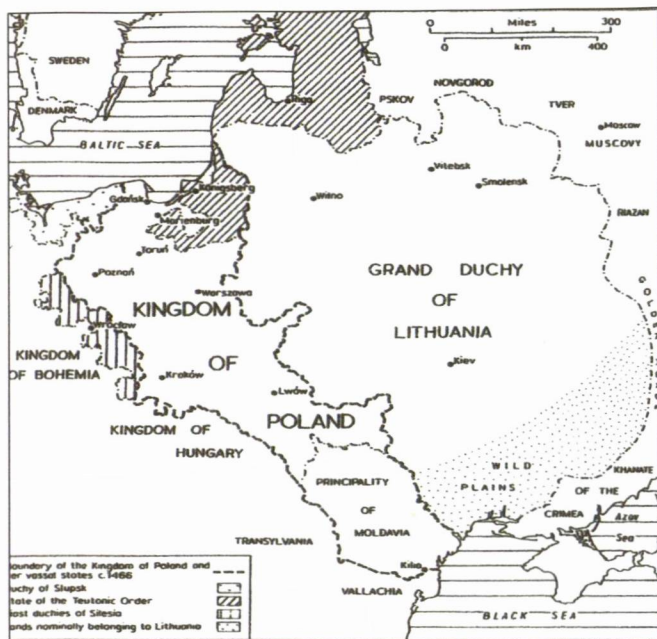 0 Miles 300
0 km 400
SWEDEN
NOVGOROD
PSKOV
TVER
DENMARK
Riga
Moscow
MUSCOVY
BALTIC SEA
Vitebsk
Smolensk
Königsberg
Wilno
Gdańsk
RIAZAN
Marienburg
Toruń
GRAND DUCHY
OF
LITHUANIA
Poznań
Warszawa
KINGDOM
GOLDEN
Wrocław
KINGDOM
OF BOHEMIA
OF
Kiev
Kraków
Lwów
POLAND
KINGDOM OF
HUNGARY
WILD
PLAINS
KHANATE
OF THE
CRIMEA
PRINCIPALITY
OF
MOLDAVIA
Azov
Sea
TRANSYLVANIA
Kilia
VALLACHIA
BLACK SEA
oundary of the Kingdom of Poland and
er vassal states c.1466
uchy of Słupsk
tate of the Teutonic Order
ost duchies of Silesia
ands nominally belonging to Lithuania